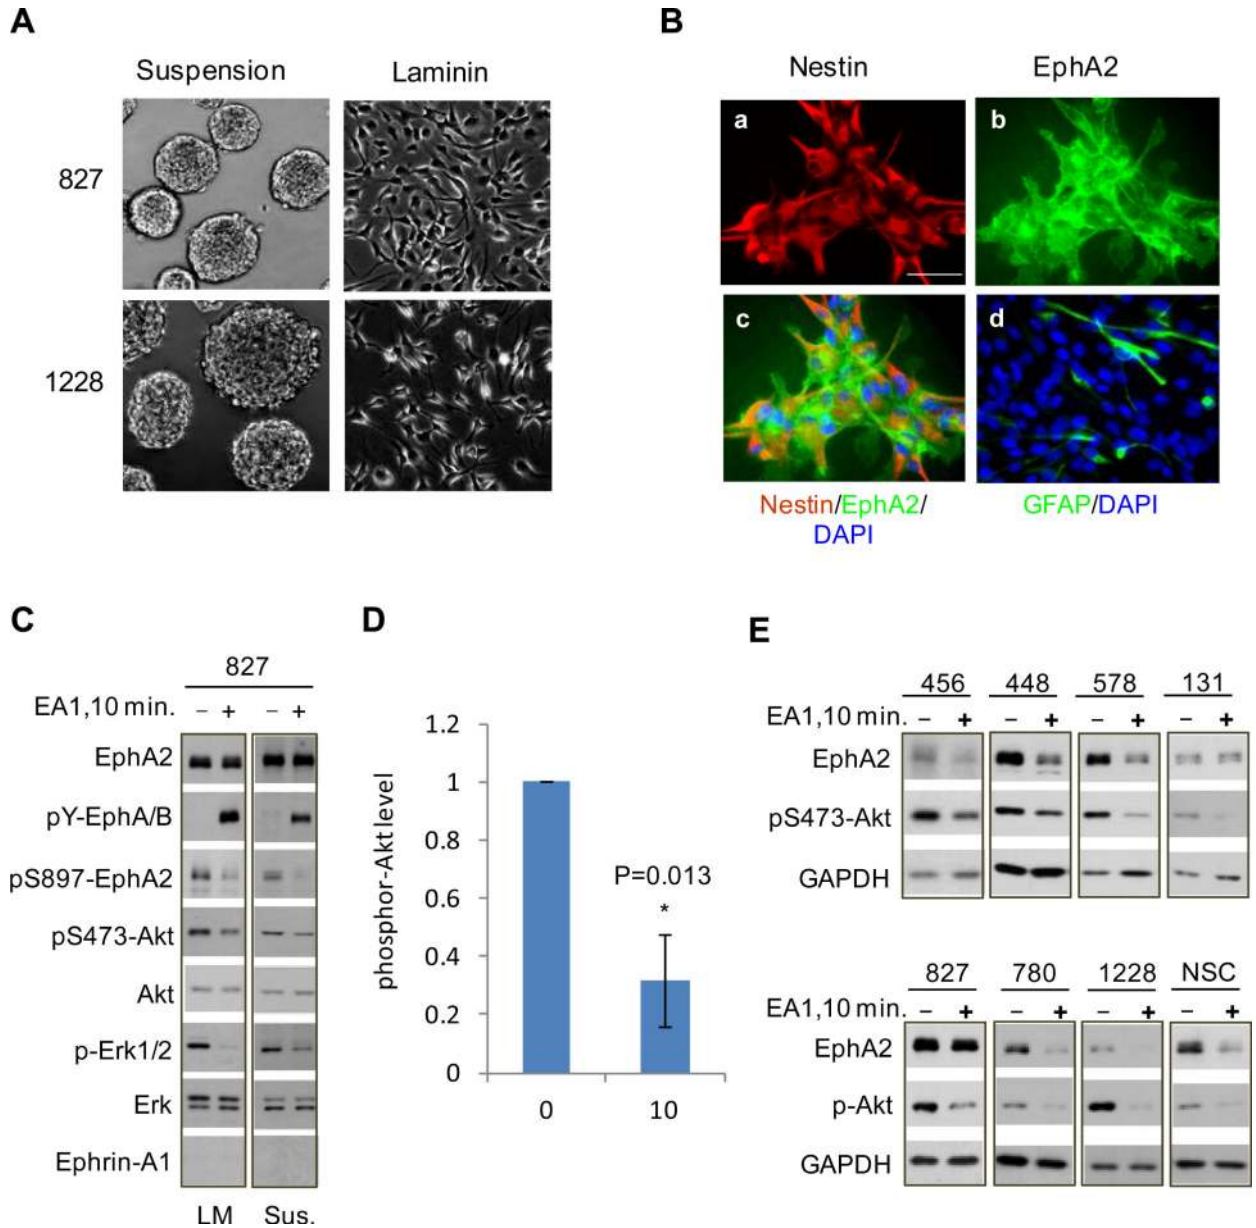 A
Suspension Laminin
827
1228
B
Nestin EphA2
a b
c d
Nestin/EphA2/ GFAP/DAPI
DAPI
C
827
EA1,10 min. – + – +
EphA2
pY-EphA/B
pS897-EphA2
pS473-Akt
Akt
p-Erk1/2
Erk
Ephrin-A1
LM Sus.
D
phosphor-Akt level
1.2
1
0.8
0.6
0.4
0.2
0
P=0.013
*
0 10
E
456 448 578 131
EA1,10 min. – + – + – + – +
EphA2
pS473-Akt
GAPDH
827 780 1228 NSC
EA1,10 min. – + – + – + – +
EphA2
p-Akt
GAPDH